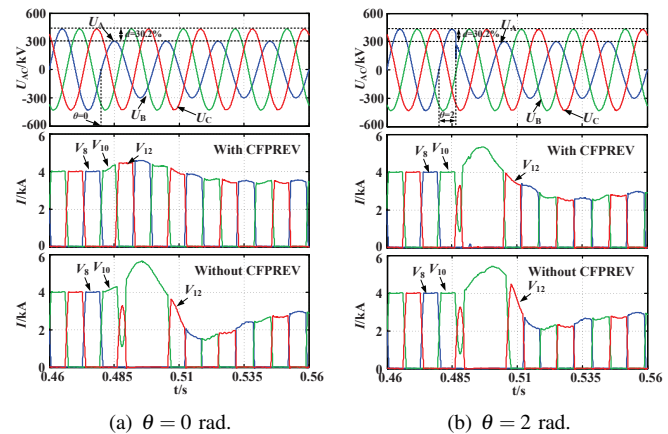 600
300
0
-300
-600
U_AC/kV
U_A
d=30.2%
θ=0
U_B
U_C
6
4
2
0
I/kA
V_8
V_10
V_12
With CFPREV
6
4
2
0
I/kA
V_8
V_10
V_12
Without CFPREV
0.46
0.485
0.51
0.535
0.56
t/s
(a) θ = 0 rad.
600
300
0
-300
-600
U_AC/kV
U_A
d=30.2%
θ=2
U_B
U_C
6
4
2
0
I/kA
V_8
V_10
V_12
With CFPREV
6
4
2
0
I/kA
V_8
V_10
V_12
Without CFPREV
0.46
0.485
0.51
0.535
0.56
t/s
(b) θ = 2 rad.